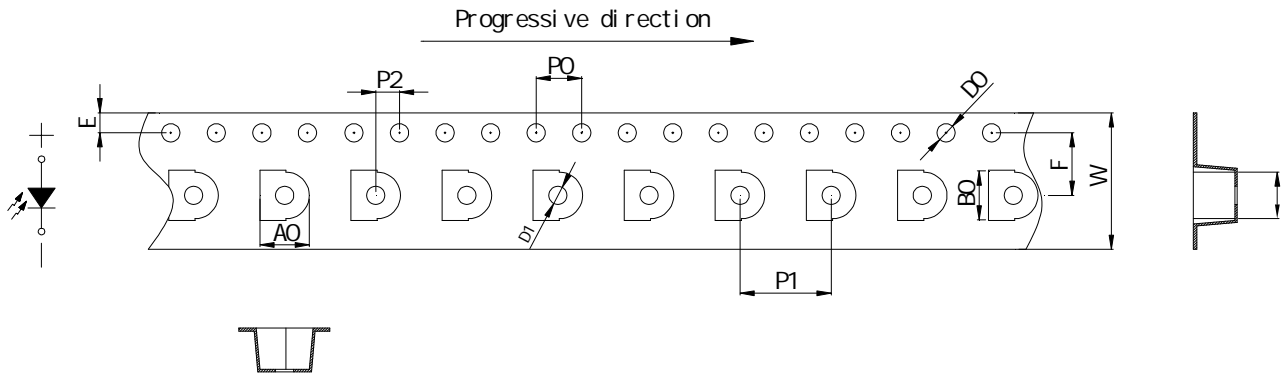 Progressive direction
P2
P0
D0
E
F
W
B0
A0
D1
P1